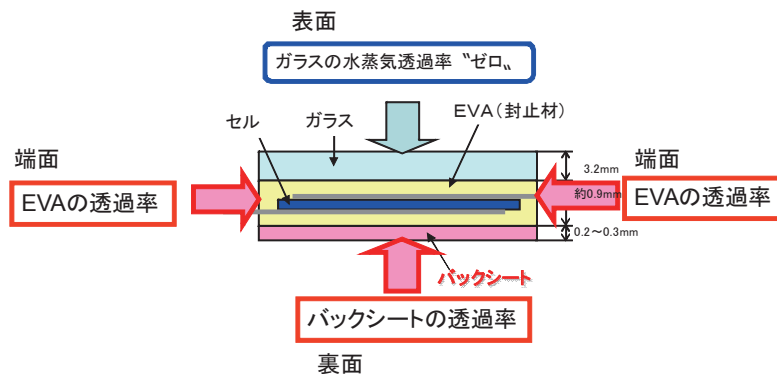 表面
ガラスの水蒸気透過率〝ゼロ〟
セル
ガラス
EVA(封止材)
端面
EVAの透過率
3.2mm
約0.9mm
0.2~0.3mm
端面
EVAの透過率
バックシート
バックシートの透過率
裏面